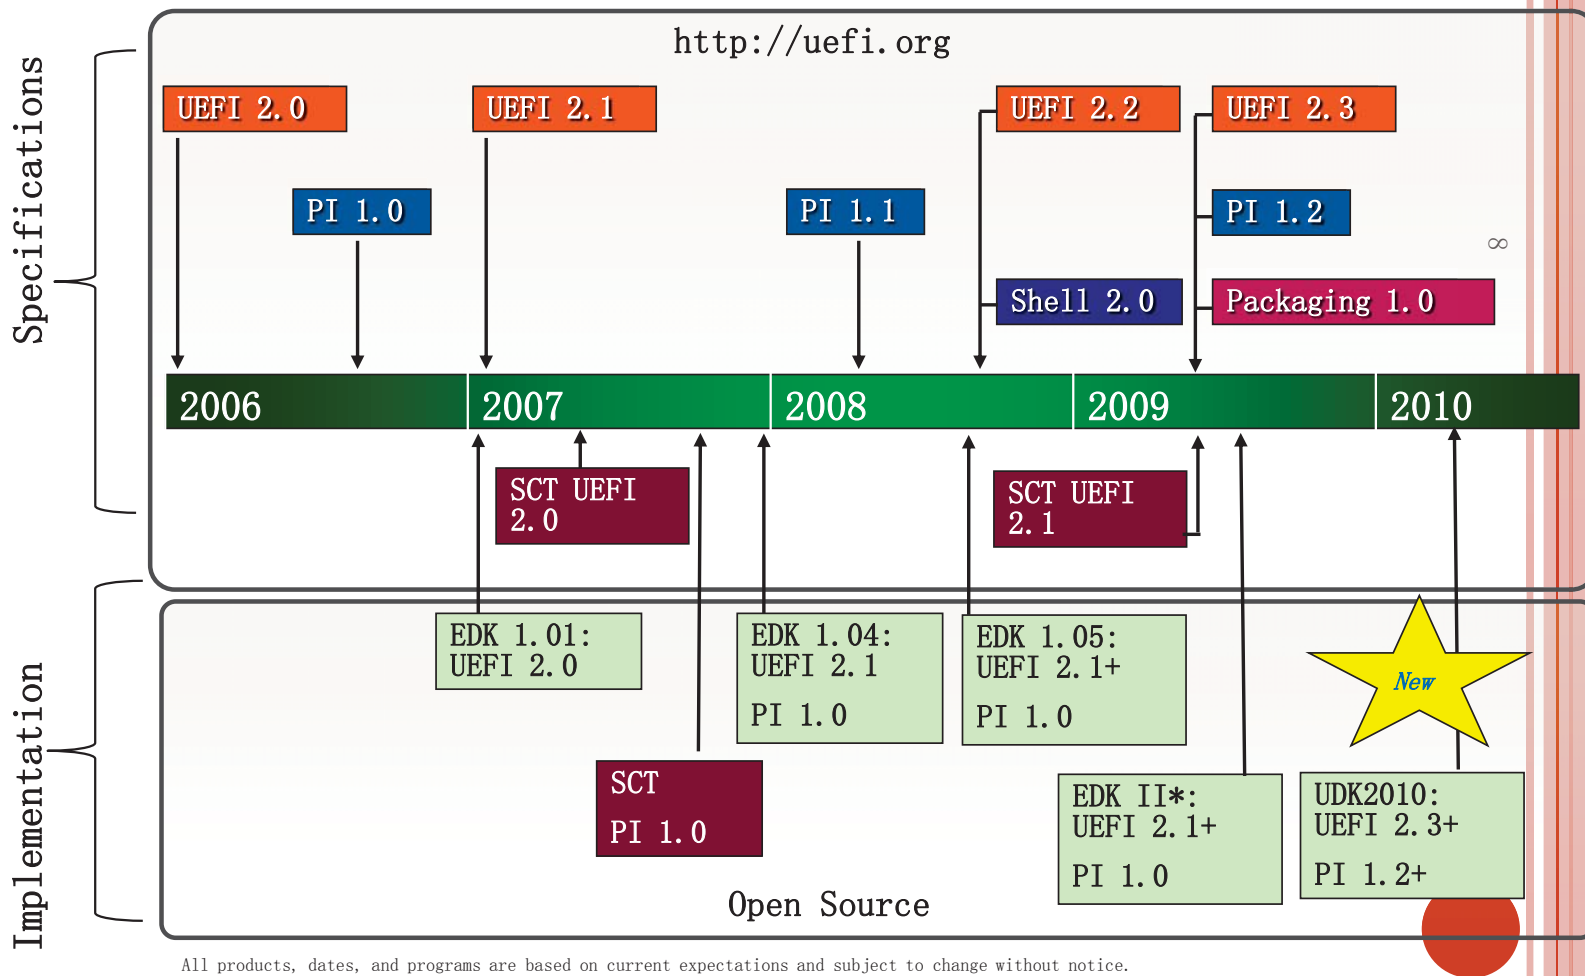 http://uefi.org
Specifications
UEFI 2.0
UEFI 2.1
UEFI 2.2
UEFI 2.3
PI 1.0
PI 1.1
PI 1.2
8
Shell 2.0
Packaging 1.0
2006
2007
2008
2009
2010
SCT UEFI
2.0
SCT UEFI
2.1
Implementation
EDK 1.01:
UEFI 2.0
EDK 1.04:
UEFI 2.1
PI 1.0
EDK 1.05:
UEFI 2.1+
PI 1.0
New
SCT
PI 1.0
EDK II*:
UEFI 2.1+
PI 1.0
UDK2010:
UEFI 2.3+
PI 1.2+
Open Source
All products, dates, and programs are based on current expectations and subject to change without notice.